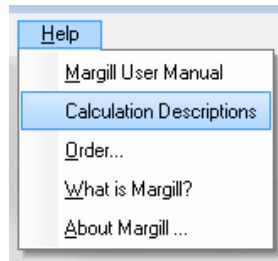 Help
Margill User Manual
Calculation Descriptions
Order...
What is Margill?
About Margill ...